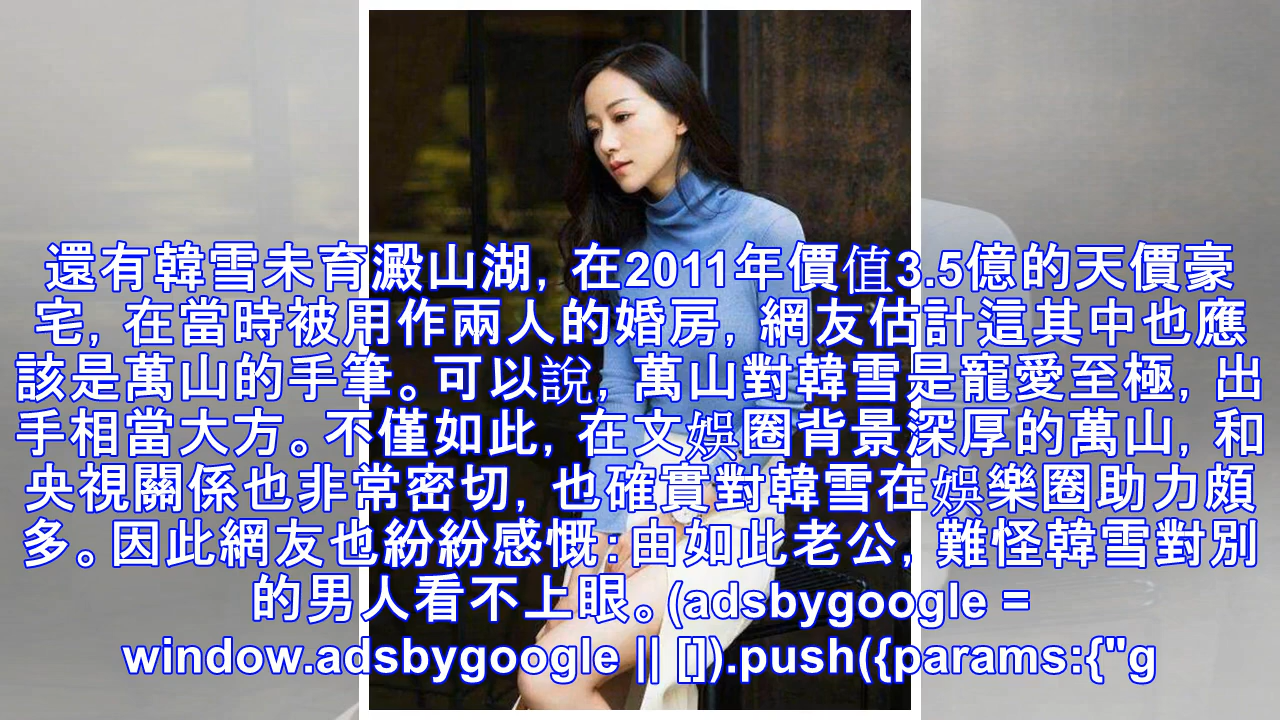 還有韓雪未育澱山湖, 在2011年價值3.5億的天價豪
宅, 在當時被用作兩人的婚房, 網友估計這其中也應
該是萬山的手筆。可以說, 萬山對韓雪是寵愛至極, 出
手相當大方。不僅如此, 在文娛圈背景深厚的萬山, 和
央視關係也非常密切, 也確實對韓雪在娛樂圈助力頗
多。因此網友也紛紛感慨:由如此老公, 難怪韓雪對別
的男人看不上眼。(adsbygoogle =
window.adsbygoogle || []).push({params:{"g